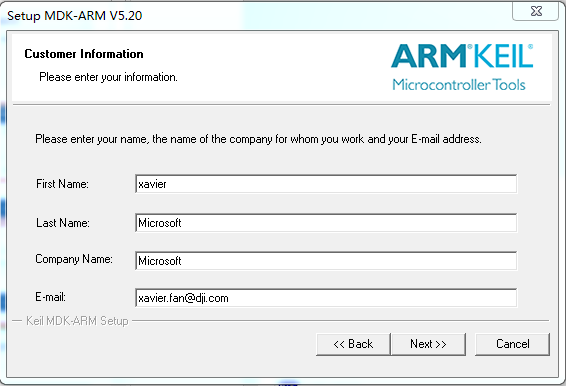 Setup MDK-ARM V5.20
Customer Information
Please enter your information.
ARM®KEIL®
Microcontroller Tools
Please enter your name, the name of the company for whom you work and your E-mail address.
First Name: xavier
Last Name: Microsoft
Company Name: Microsoft
E-mail: xavier.fan@dji.com
Keil MDK-ARM Setup
<< Back Next >> Cancel